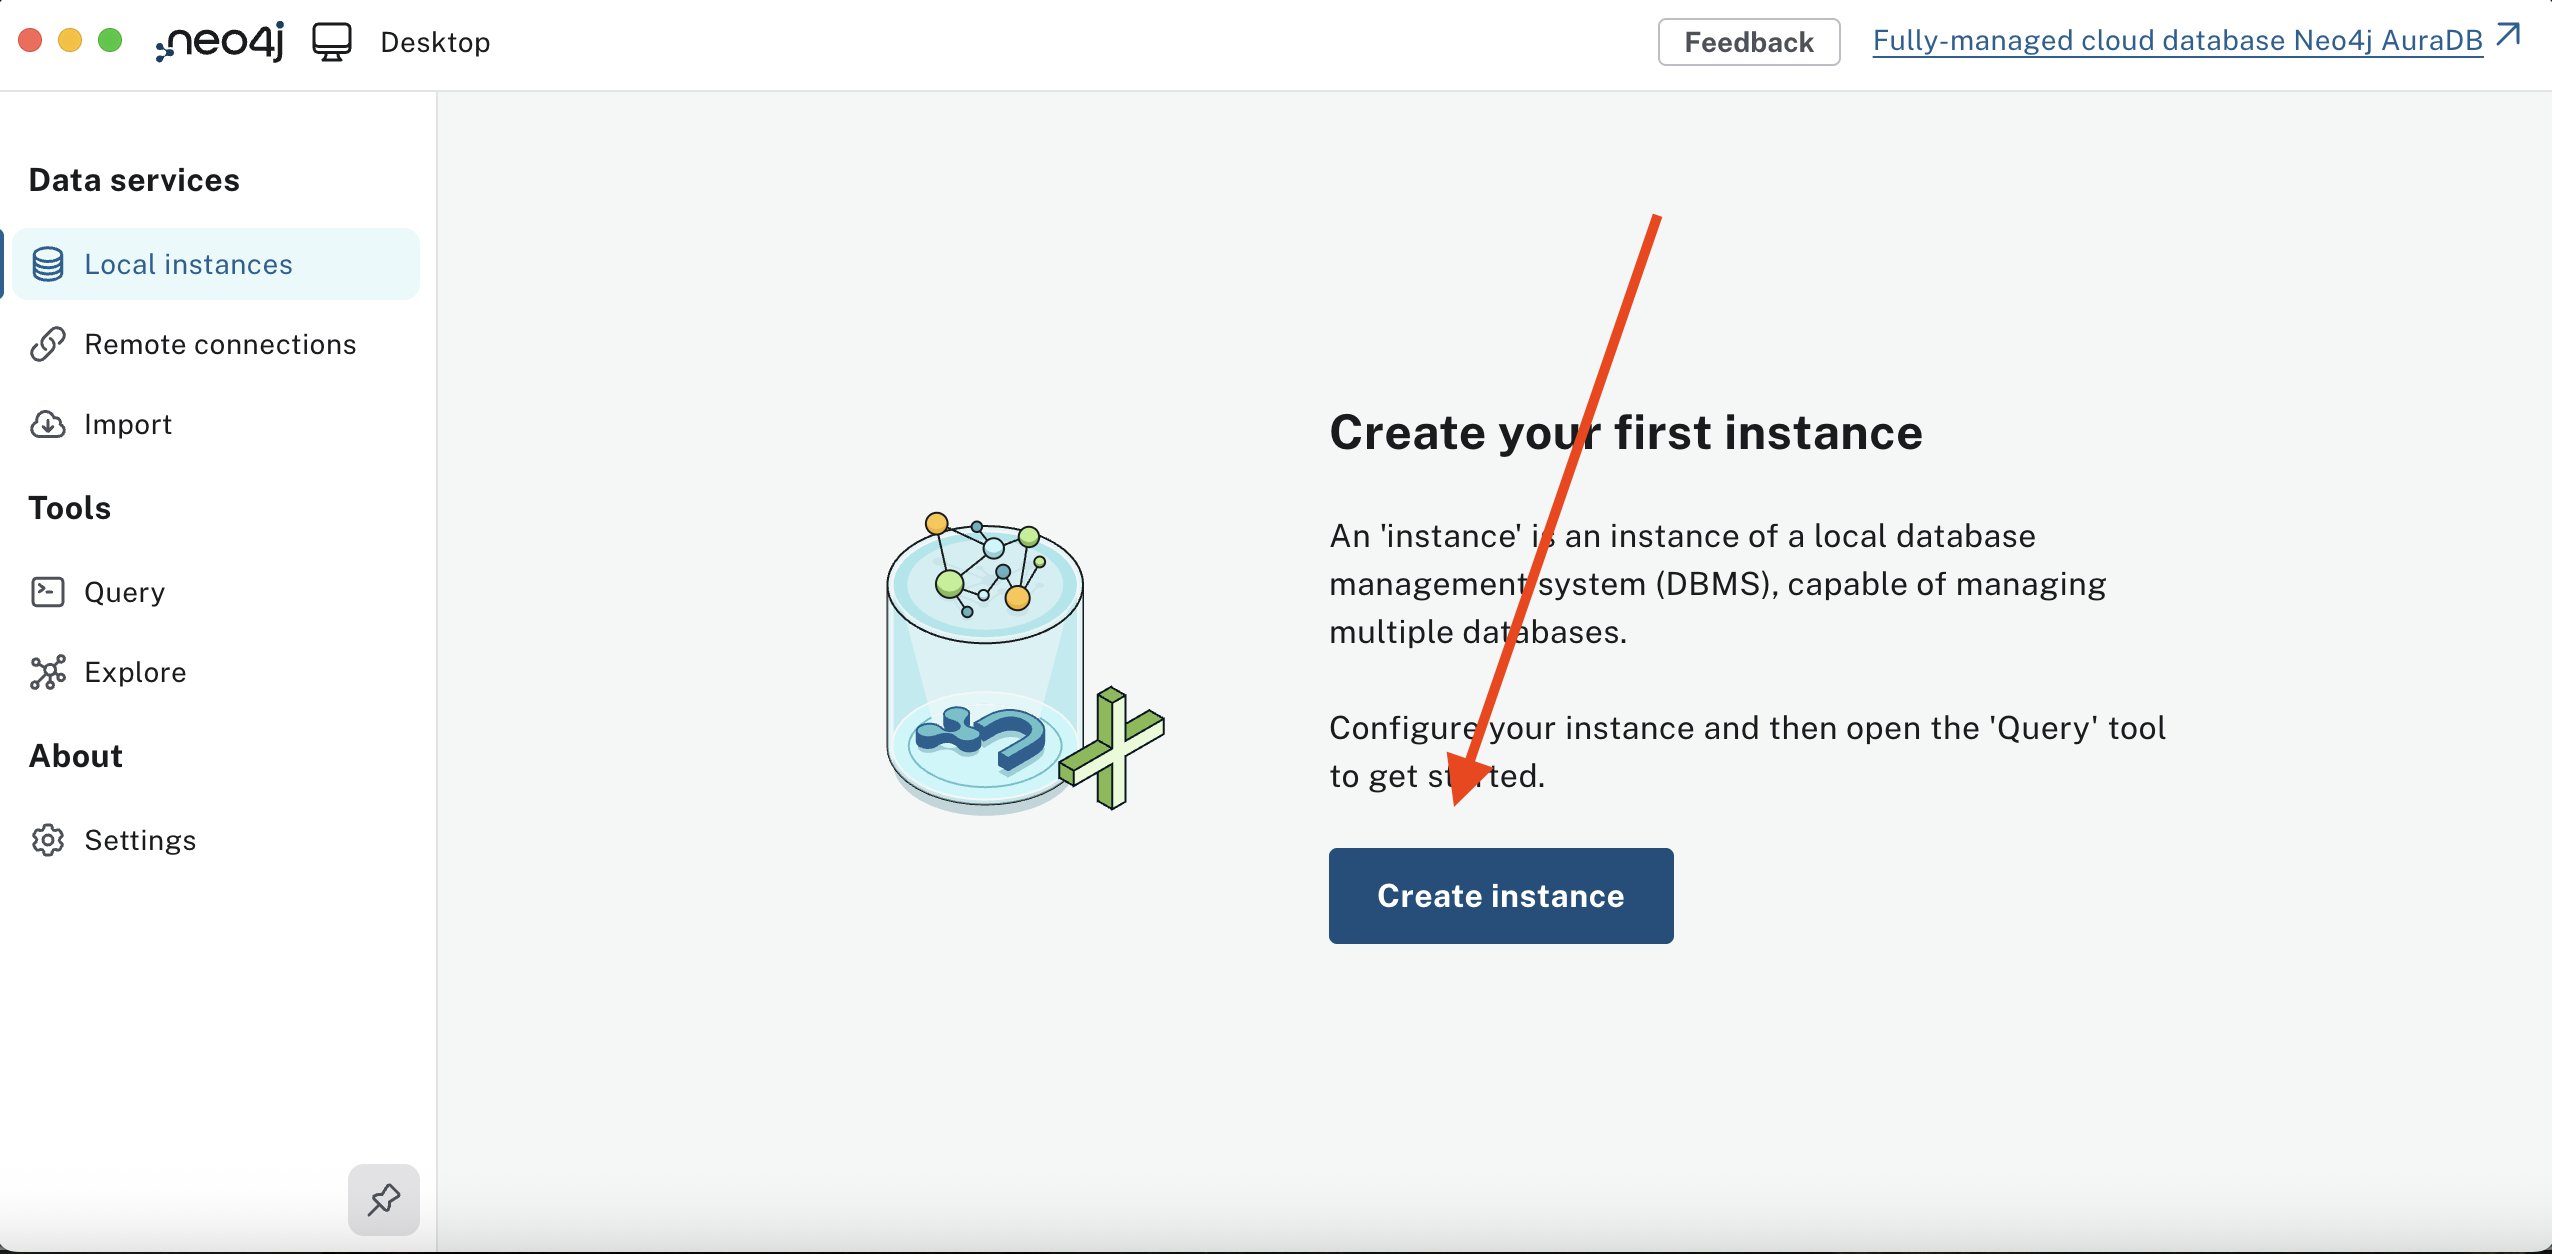 neo4j Desktop
Feedback
Fully-managed cloud database Neo4j AuraDB
Data services
Local instances
Remote connections
Import
Tools
Query
Explore
About
Settings
Create your first instance
An 'instance' is an instance of a local database
management system (DBMS), capable of managing
multiple databases.
Configure your instance and then open the 'Query' tool
to get started.
Create instance